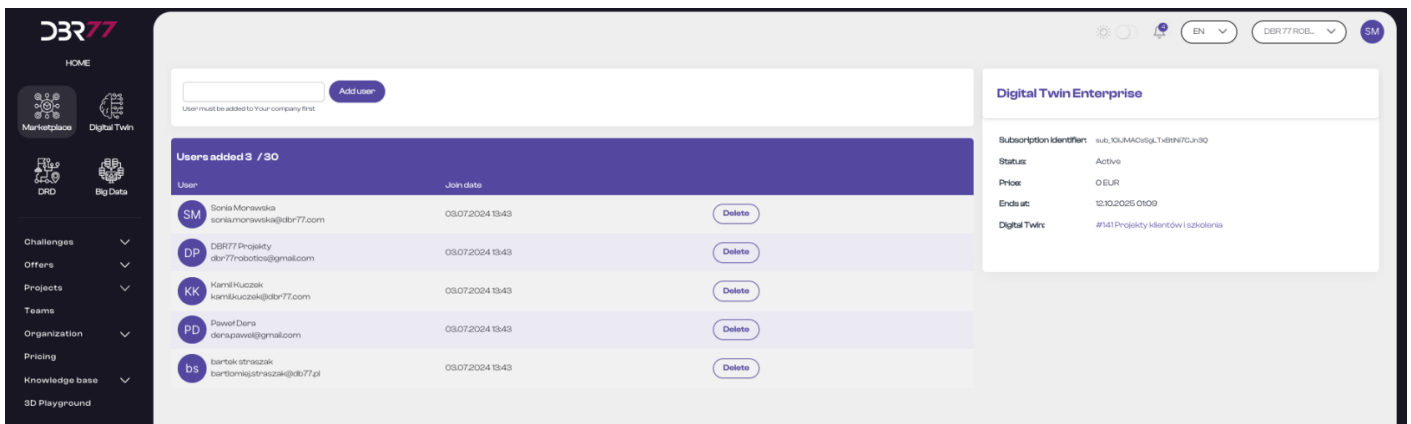 DBR77
HOME
Marketplace
Digital Twin
DRD
Big Data
Challenges
Offers
Projects
Teams
Organization
Pricing
Knowledge base
3D Playground
EN
DBR77 ROB...
SM
Add user
User must be added to Your company first
Users added 3 / 30
User Join date
SM Sonia Morawska 03.07.2024 13:43 Delete
sonia.morawska@dbr77.com
DP DBR77 Projekty 03.07.2024 13:43 Delete
dbr77robotics@gmail.com
KK Kamil Kuczek 03.07.2024 13:43 Delete
kamil.kuczek@dbr77.com
PD Paweł Dera 03.07.2024 13:43 Delete
dera.pawel@gmail.com
bs bartek straszak 03.07.2024 13:43 Delete
bartlomiej.straszak@db77.pl
Digital Twin Enterprise
Subscription identifier:
Status: Active
Price: 0 EUR
Ends at: 12.10.2025 01:09
Digital Twin: #141 Projekty klientów i szkolenia